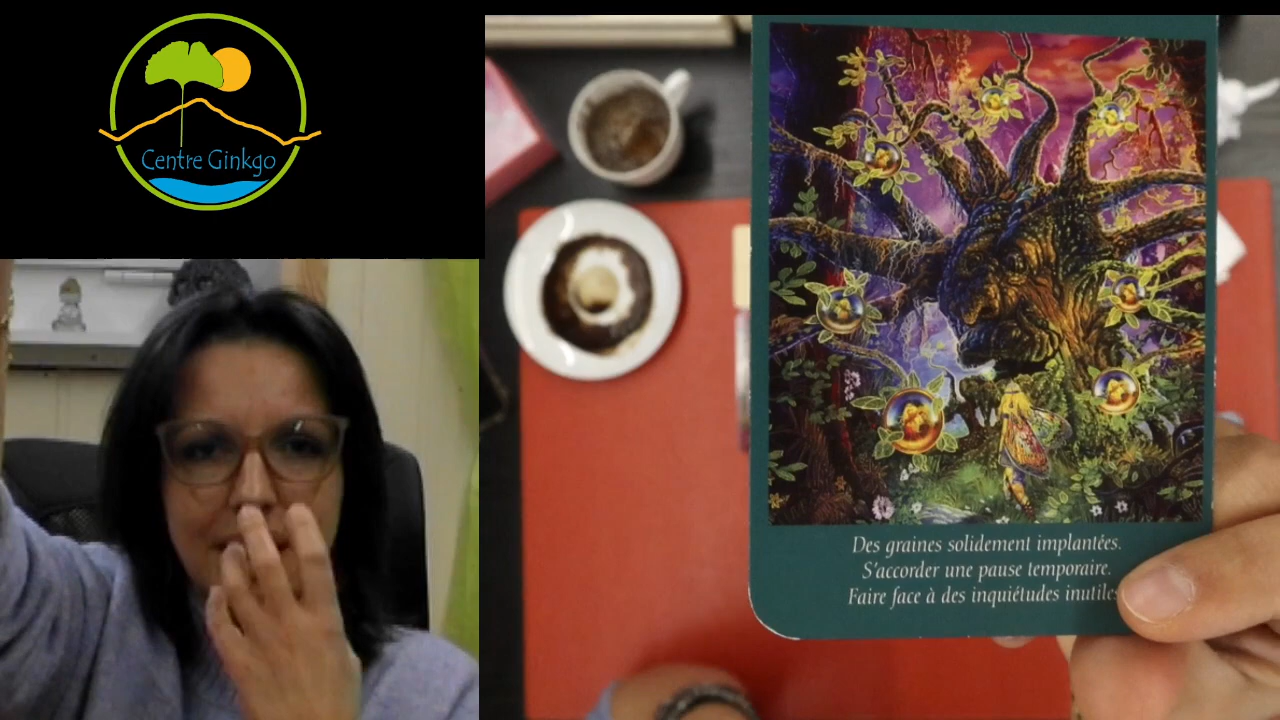 Centre Ginkgo
Des graines solidement implantées.
S'accorder une pause temporaire.
Faire face à des inquiétudes inutiles